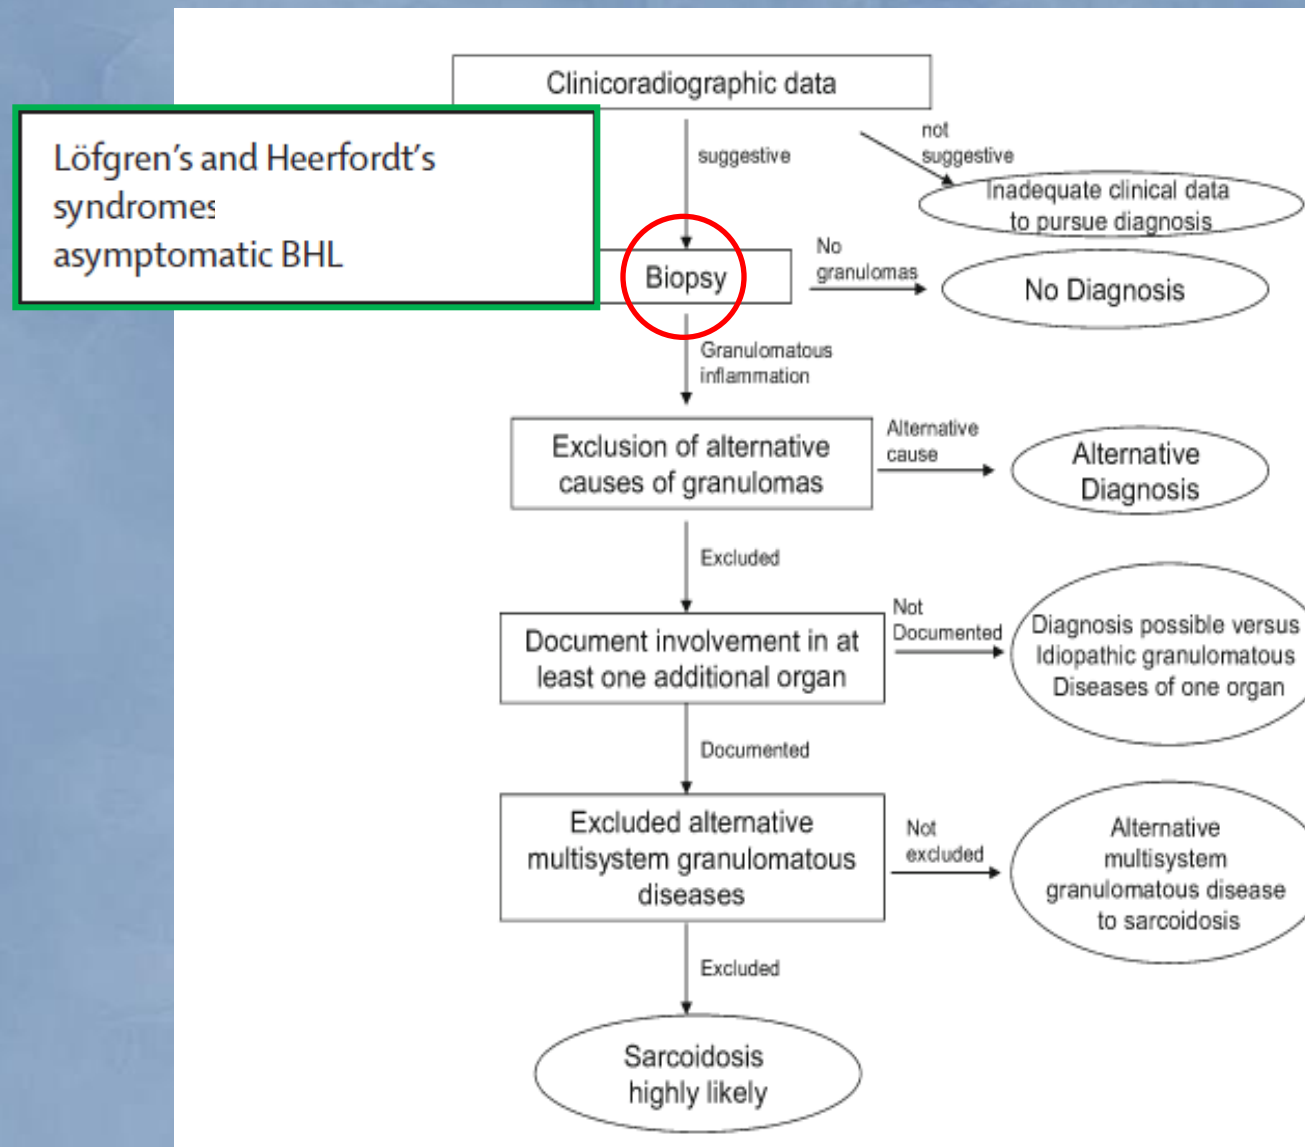 Clinicoradiographic data
not
suggestive
suggestive
Inadequate clinical data
to pursue diagnosis
Löfgren's and Heerfordt's
syndromes
asymptomatic BHL
Biopsy
No
granulomas
No Diagnosis
Granulomatous
inflammation
Exclusion of alternative
causes of granulomas
Alternative
cause
Alternative
Diagnosis
Excluded
Document involvement in at
least one additional organ
Not
Documented
Diagnosis possible versus
Idiopathic granulomatous
Diseases of one organ
Documented
Excluded alternative
multisystem granulomatous
diseases
Not
excluded
Alternative
multisystem
granulomatous disease
to sarcoidosis
Excluded
Sarcoidosis
highly likely